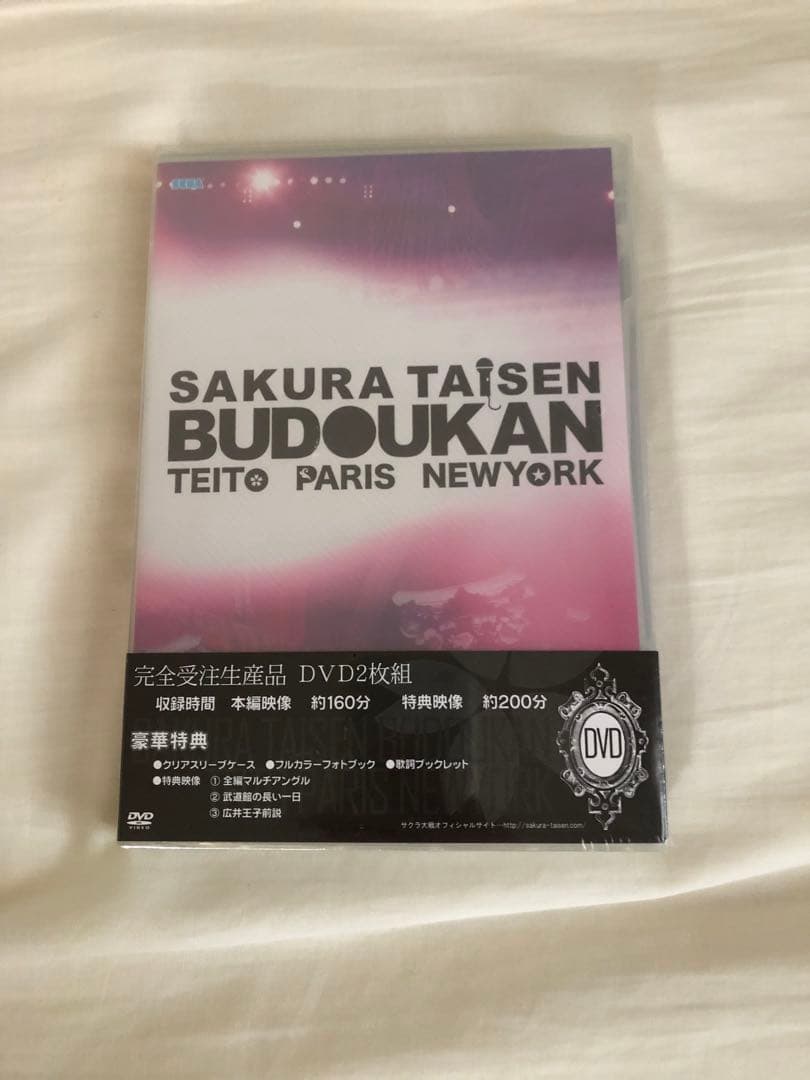 SEGA
SAKURA TAISEN
BUDOUKAN
TEITO PARIS NEWYORK
完全受注生産品 DVD2枚組
収録時間 本編映像 約160分 特典映像 約200分
豪華特典
●クリアスリーブケース ●フルカラーフォトブック ●歌詞ブックレット
●特典映像 ①全編マルチアングル
②武道館の長い一日
③広井王子前説
DVD
DVD
VIDEO
サクラ大戦オフィシャルサイト…http://sakura-taisen.com/